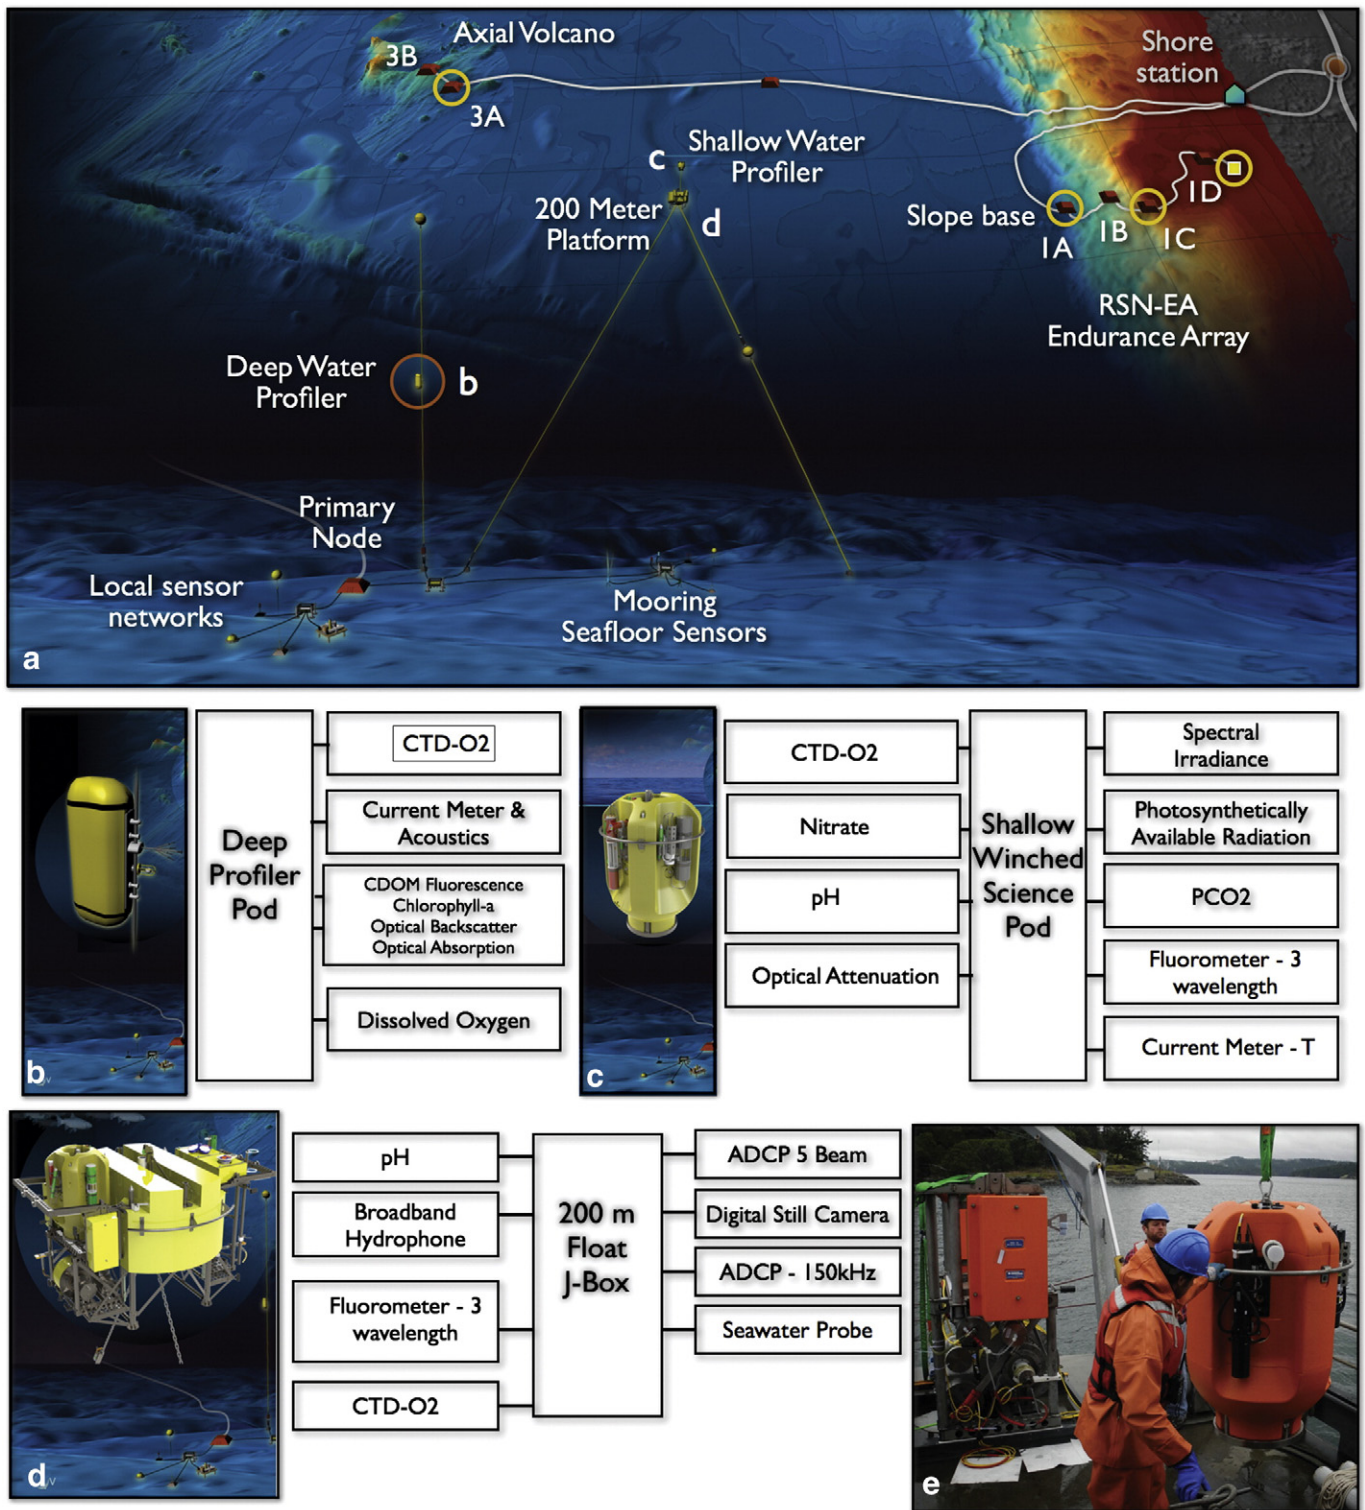 Axial Volcano
3B
3A
Shore
station
Shallow Water
Profiler
c
200 Meter
Platform
d
Slope base
1A
1B
1C
1D
RSN-EA
Endurance Array
Deep Water
Profiler
b
Primary
Node
Local sensor
networks
Mooring
Seafloor Sensors
a
Deep
Profiler
Pod
CTD-O2
Current Meter &
Acoustics
CDOM Fluorescence
Chlorophyll-a
Optical Backscatter
Optical Absorption
Dissolved Oxygen
b
CTD-O2
Nitrate
pH
Optical Attenuation
Shallow
Winched
Science
Pod
Spectral
Irradiance
Photosynthetically
Available Radiation
PCO2
Fluorometer - 3
wavelength
Current Meter - T
c
pH
Broadband
Hydrophone
Fluorometer - 3
wavelength
CTD-O2
200 m
Float
J-Box
ADCP 5 Beam
Digital Still Camera
ADCP - 150kHz
Seawater Probe
d
e